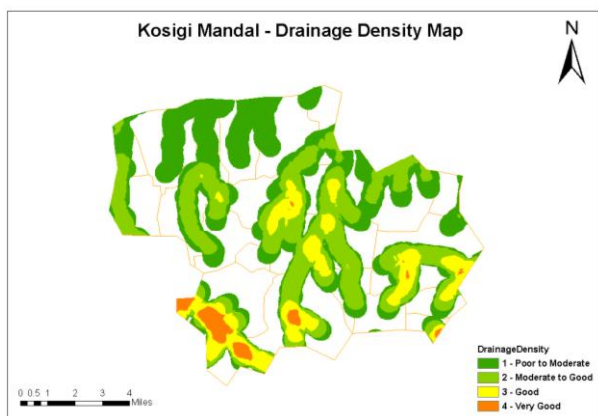 Kosigi Mandal - Drainage Density Map
N
DrainageDensity
1 - Poor to Moderate
2 - Moderate to Good
3 - Good
4 - Very Good
0 0.5 1 2 3 4
Miles